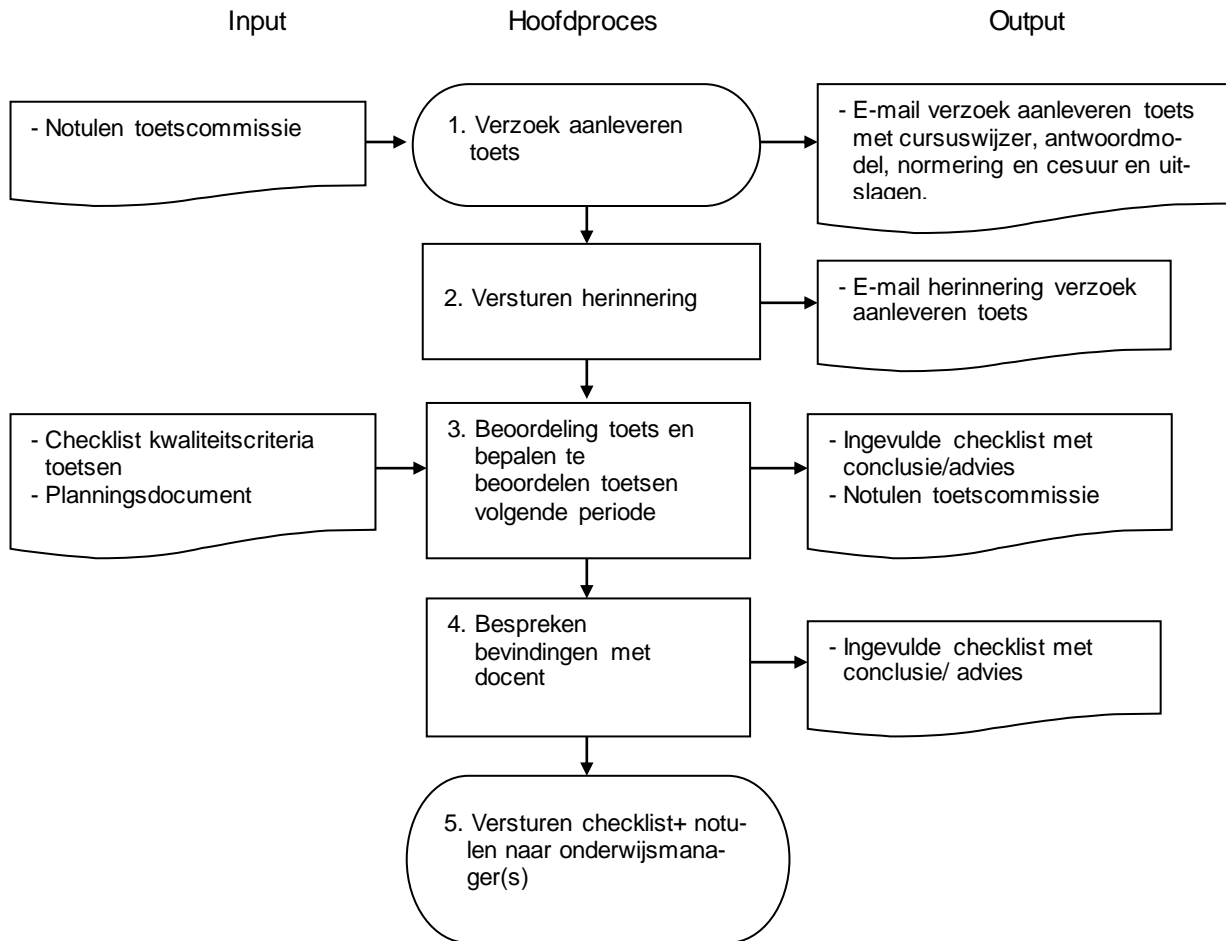 Input
Hoofdproces
Output
- Notulen toetscommissie
1. Verzoek aanleveren
toets
- E-mail verzoek aanleveren toets
met cursuswijzer, antwoordmo-
del, normering en cesuur en uit-
slagen.
2. Versturen herinnering
- E-mail herinnering verzoek
aanleveren toets
- Checklist kwaliteitscriteria
toetsen
- Planningsdocument
3. Beoordeling toets en
bepalen te
beoordelen toetsen
volgende periode
- Ingevulde checklist met
conclusie/advies
- Notulen toetscommissie
4. Bespreken
bevindingen met
docent
- Ingevulde checklist met
conclusie/ advies
5. Versturen checklist+ notu-
len naar onderwijsmana-
ger(s)